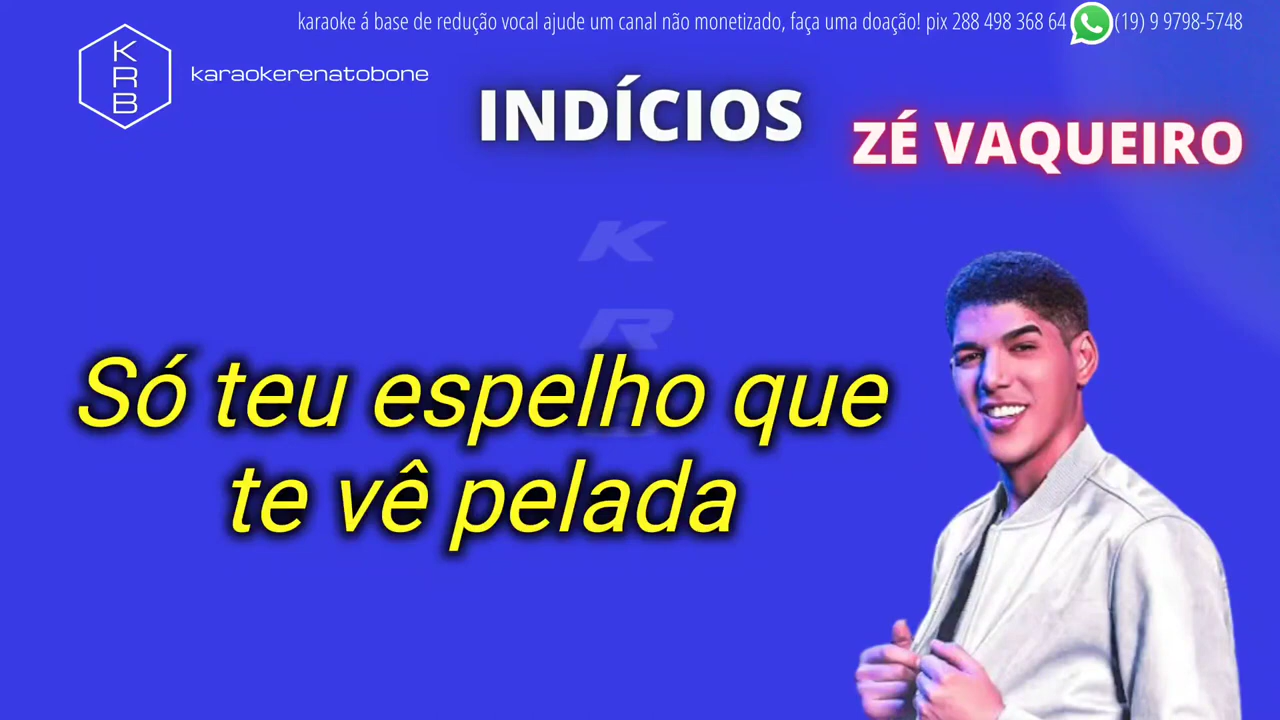 karaoke á base de redução vocal ajude um canal não monetizado, faça uma doação! pix 288 498 368 64 (19) 9 9798-5748
KRB
karaokerenatobone
INDÍCIOS
ZÉ VAQUEIRO
K
R
Só teu espelho que
te vê pelada